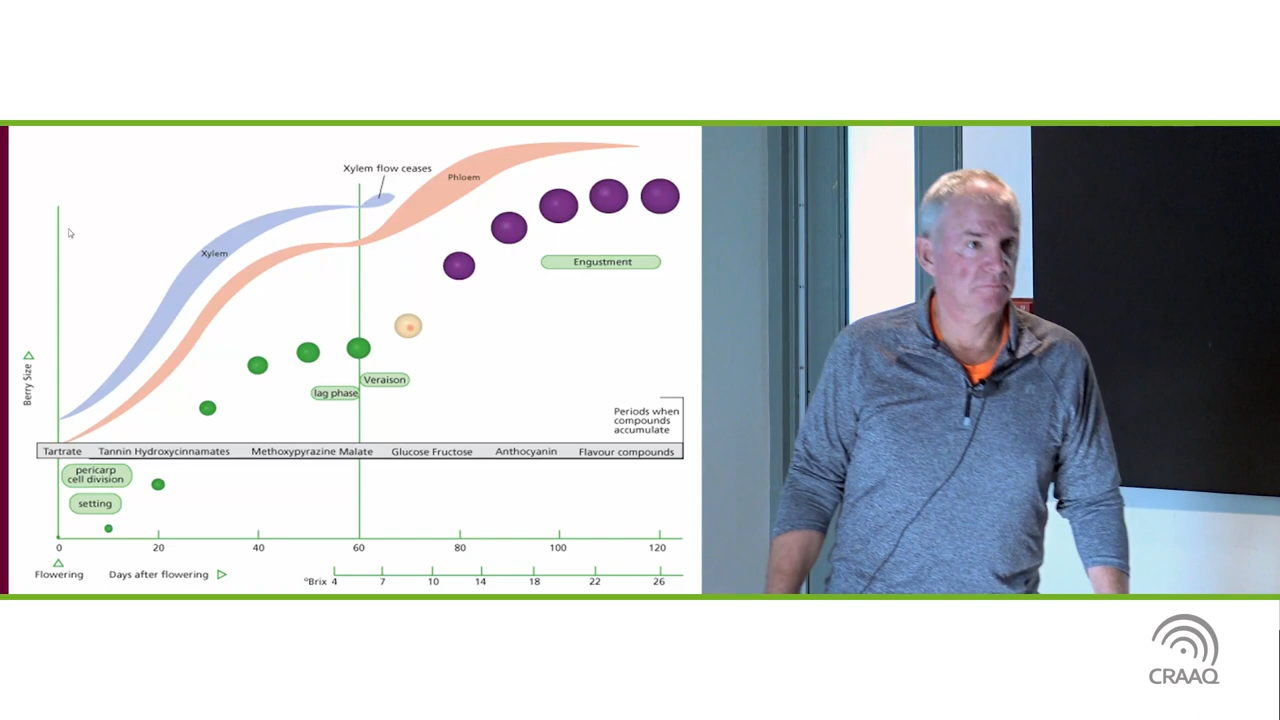 Xylem flow ceases
Phloem
Xylem
Engustment
Berry Size
Veraison
lag phase
Periods when
compounds
accumulate
Tartrate Tannin Hydroxycinnamates Methoxypyrazine Malate Glucose Fructose Anthocyanin Flavour compounds
pericarp
cell division
setting
0 20 40 60 80 100 120
Flowering Days after flowering
ºBrix 4 7 10 14 18 22 26
CRAAQ